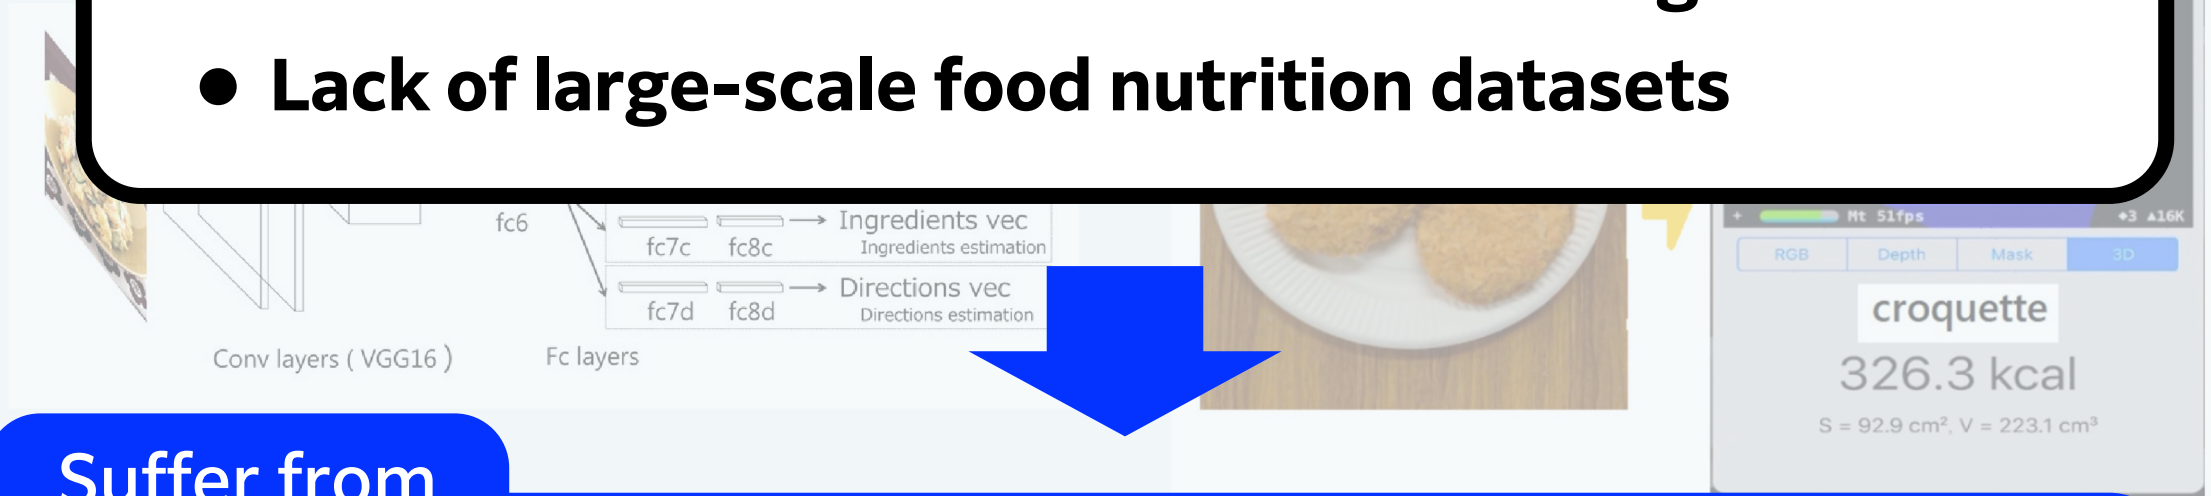 • Lack of large-scale food nutrition datasets
fc6
Ingredients vec
fc7c fc8c Ingredients estimation
Directions vec
fc7d fc8d Directions estimation
Conv layers ( VGG16 )
Fc layers
+ Mt 51fps ◆3 ▲16K
RGB Depth Mask 3D
croquette
326.3 kcal
S = 92.9 cm², V = 223.1 cm³
Suffer from